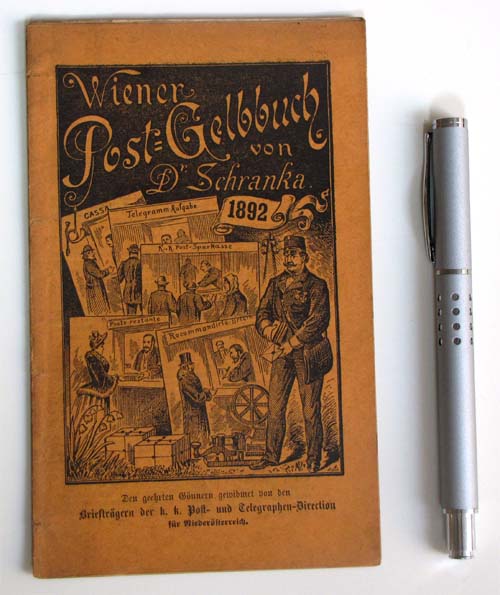 Wiener
Post=Gelbbuch
von
Dr Schranka.
1892
CASSA
Telegramm Aufgabe
K.k. Post-Sparkasse
Poste restante
Recommandirte
Den geehrten Gönnern gewidmet von den
Briefträgern der k. k. Post- und Telegraphen-Direction
für Niederösterreich.